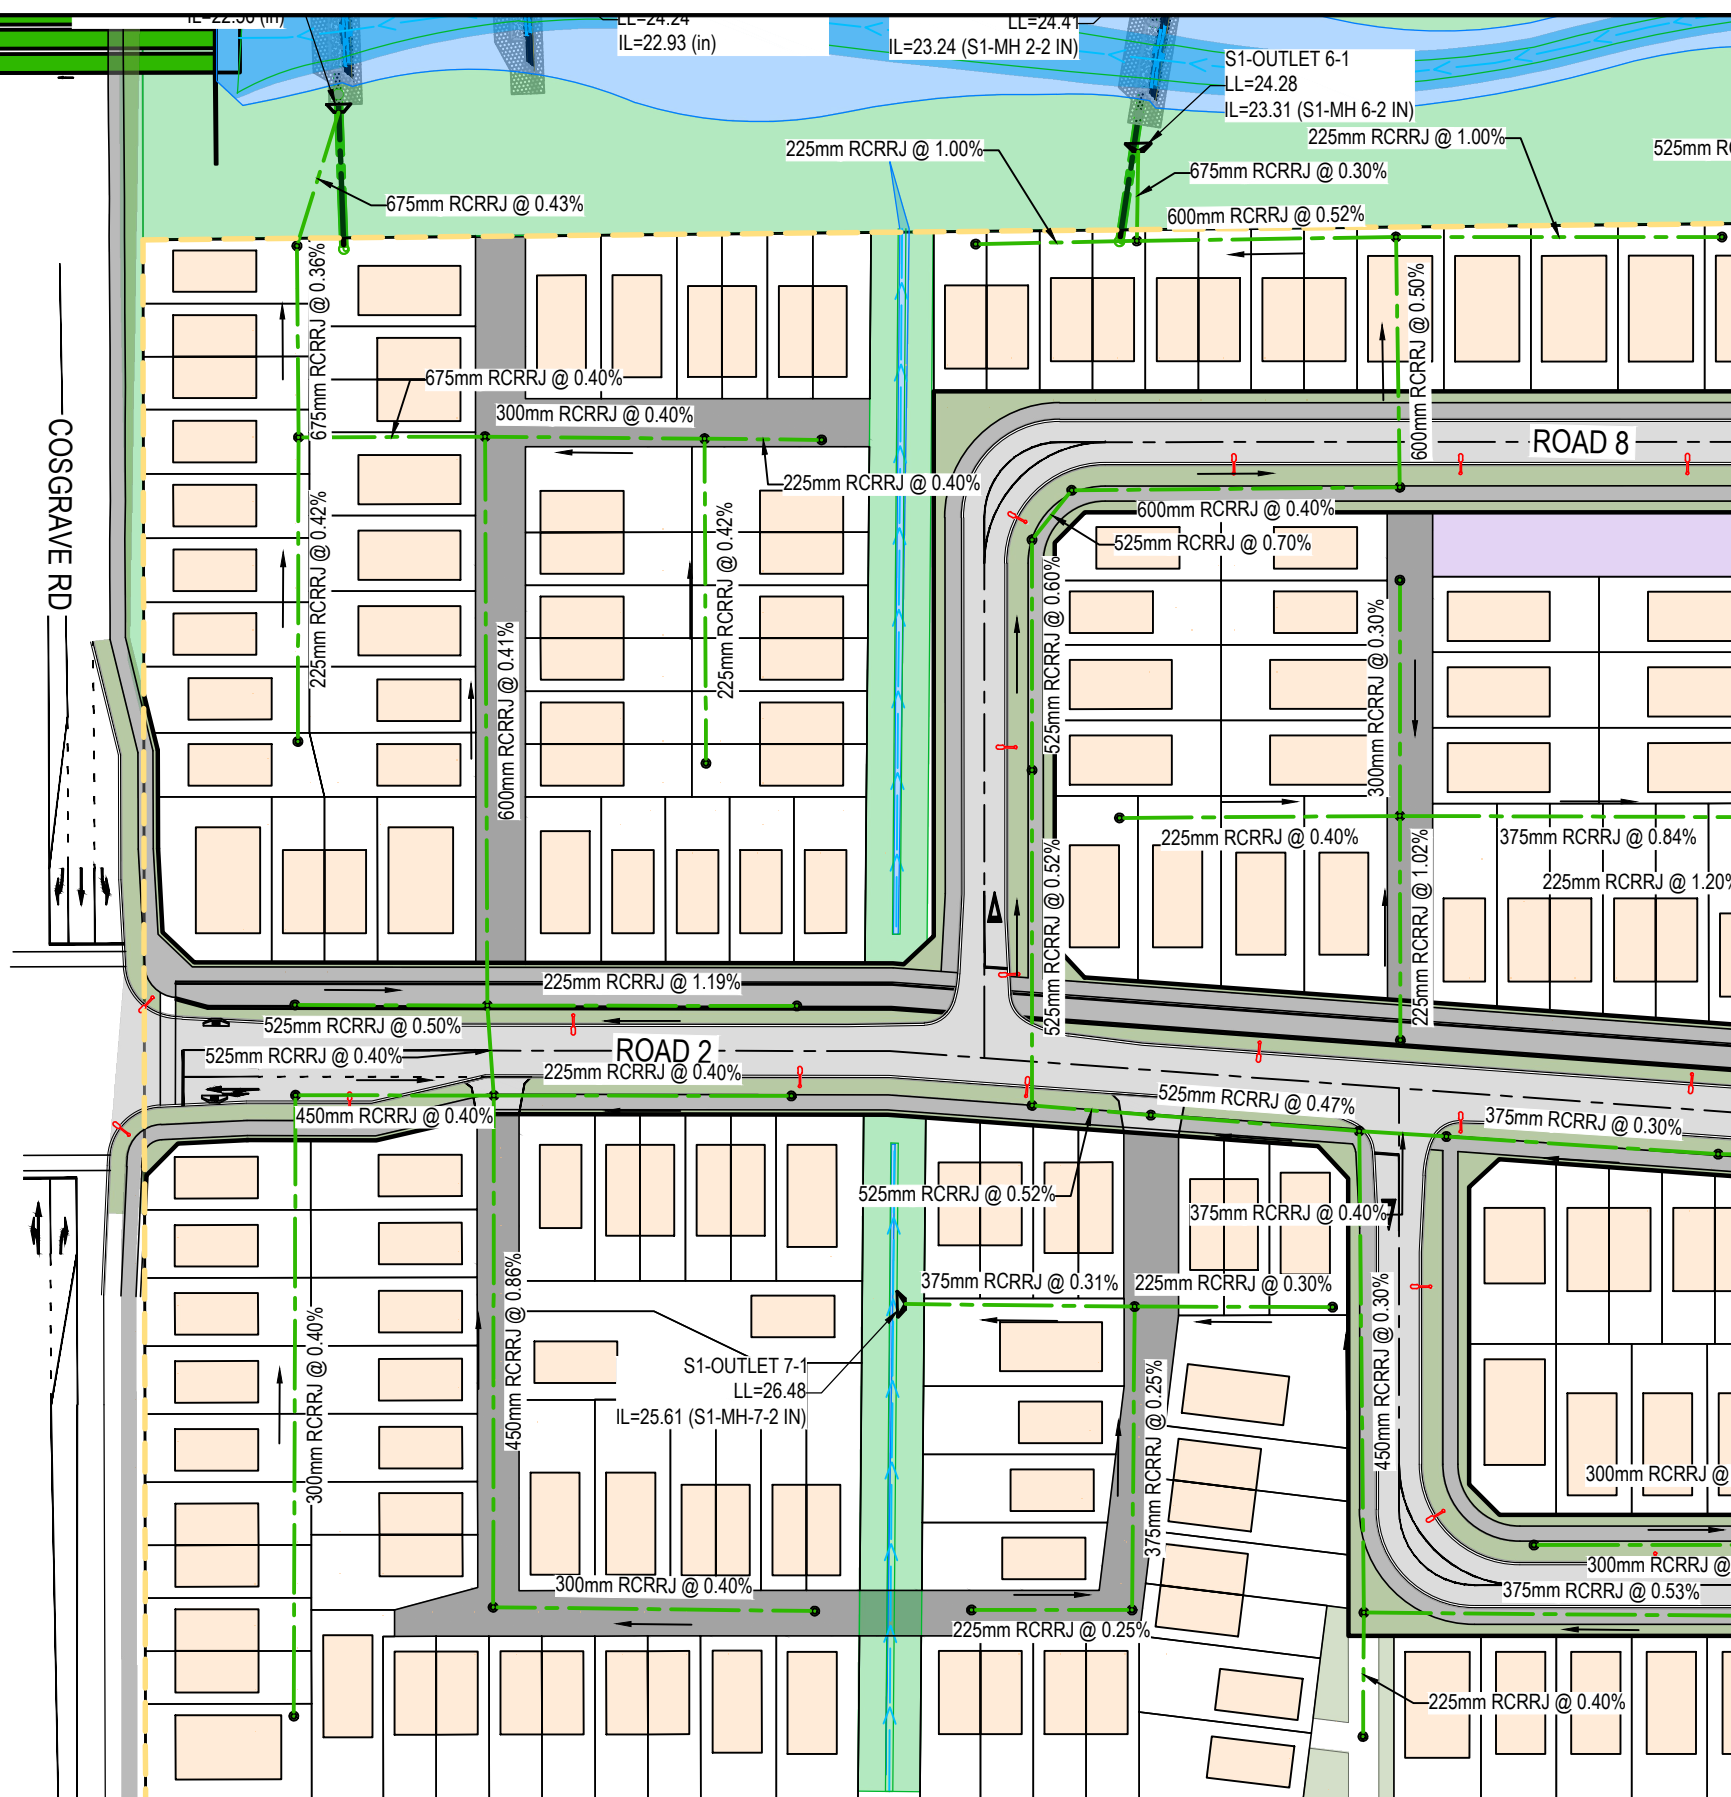 IL=22.56 (in)
LL=24.24
IL=22.93 (in)
LL=24.41
IL=23.24 (S1-MH 2-2 IN)
S1-OUTLET 6-1
LL=24.28
IL=23.31 (S1-MH 6-2 IN)
225mm RCRRJ @ 1.00%
225mm RCRRJ @ 1.00%
525mm RC
675mm RCRRJ @ 0.30%
675mm RCRRJ @ 0.43%
600mm RCRRJ @ 0.52%
675mm RCRRJ @ 0.36%
600mm RCRRJ @ 0.50%
675mm RCRRJ @ 0.40%
300mm RCRRJ @ 0.40%
COSGRAVE RD
ROAD 8
225mm RCRRJ @ 0.40%
600mm RCRRJ @ 0.40%
525mm RCRRJ @ 0.70%
225mm RCRRJ @ 0.42%
225mm RCRRJ @ 0.42%
600mm RCRRJ @ 0.41%
525mm RCRRJ @ 0.60%
300mm RCRRJ @ 0.30%
225mm RCRRJ @ 0.40%
375mm RCRRJ @ 0.84%
225mm RCRRJ @ 1.20%
525mm RCRRJ @ 0.52%
225mm RCRRJ @ 1.02%
225mm RCRRJ @ 1.19%
525mm RCRRJ @ 0.50%
525mm RCRRJ @ 0.40%
ROAD 2
225mm RCRRJ @ 0.40%
450mm RCRRJ @ 0.40%
525mm RCRRJ @ 0.47%
375mm RCRRJ @ 0.30%
525mm RCRRJ @ 0.52%
375mm RCRRJ @ 0.40%
375mm RCRRJ @ 0.31%
225mm RCRRJ @ 0.30%
450mm RCRRJ @ 0.86%
300mm RCRRJ @ 0.40%
450mm RCRRJ @ 0.30%
S1-OUTLET 7-1
LL=26.48
IL=25.61 (S1-MH-7-2 IN)
375mm RCRRJ @ 0.25%
300mm RCRRJ @
300mm RCRRJ @ 0.40%
300mm RCRRJ @
375mm RCRRJ @ 0.53%
225mm RCRRJ @ 0.25%
225mm RCRRJ @ 0.40%